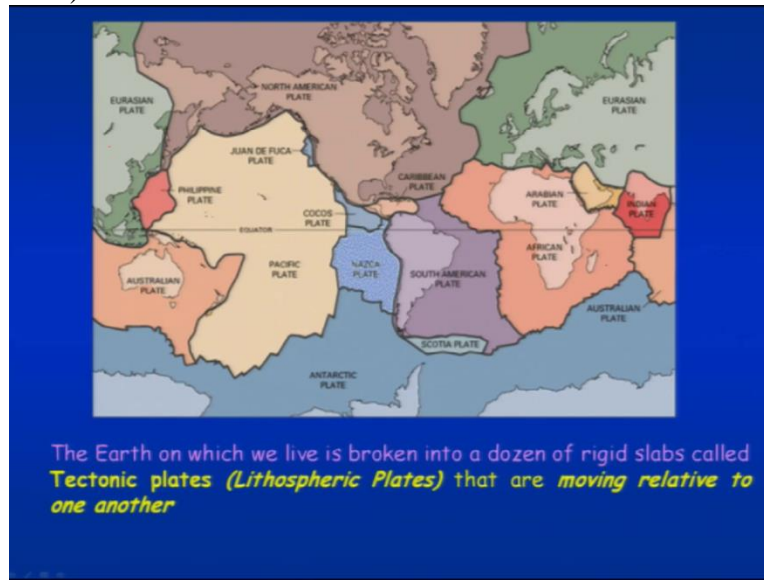 NORTH AMERICAN
PLATE
EURASIAN
PLATE
EURASIAN
PLATE
JUAN DE FUCA
PLATE
CARIBBEAN
PLATE
PHILIPPINE
PLATE
ARABIAN
PLATE
INDIAN
PLATE
COCOS
PLATE
EQUATOR
AFRICAN
PLATE
PACIFIC
PLATE
NAZCA
PLATE
SOUTH AMERICAN
PLATE
AUSTRALIAN
PLATE
AUSTRALIAN
PLATE
SCOTIA PLATE
ANTARCTIC
PLATE
The Earth on which we live is broken into a dozen of rigid slabs called
Tectonic plates (Lithospheric Plates) that are moving relative to
one another